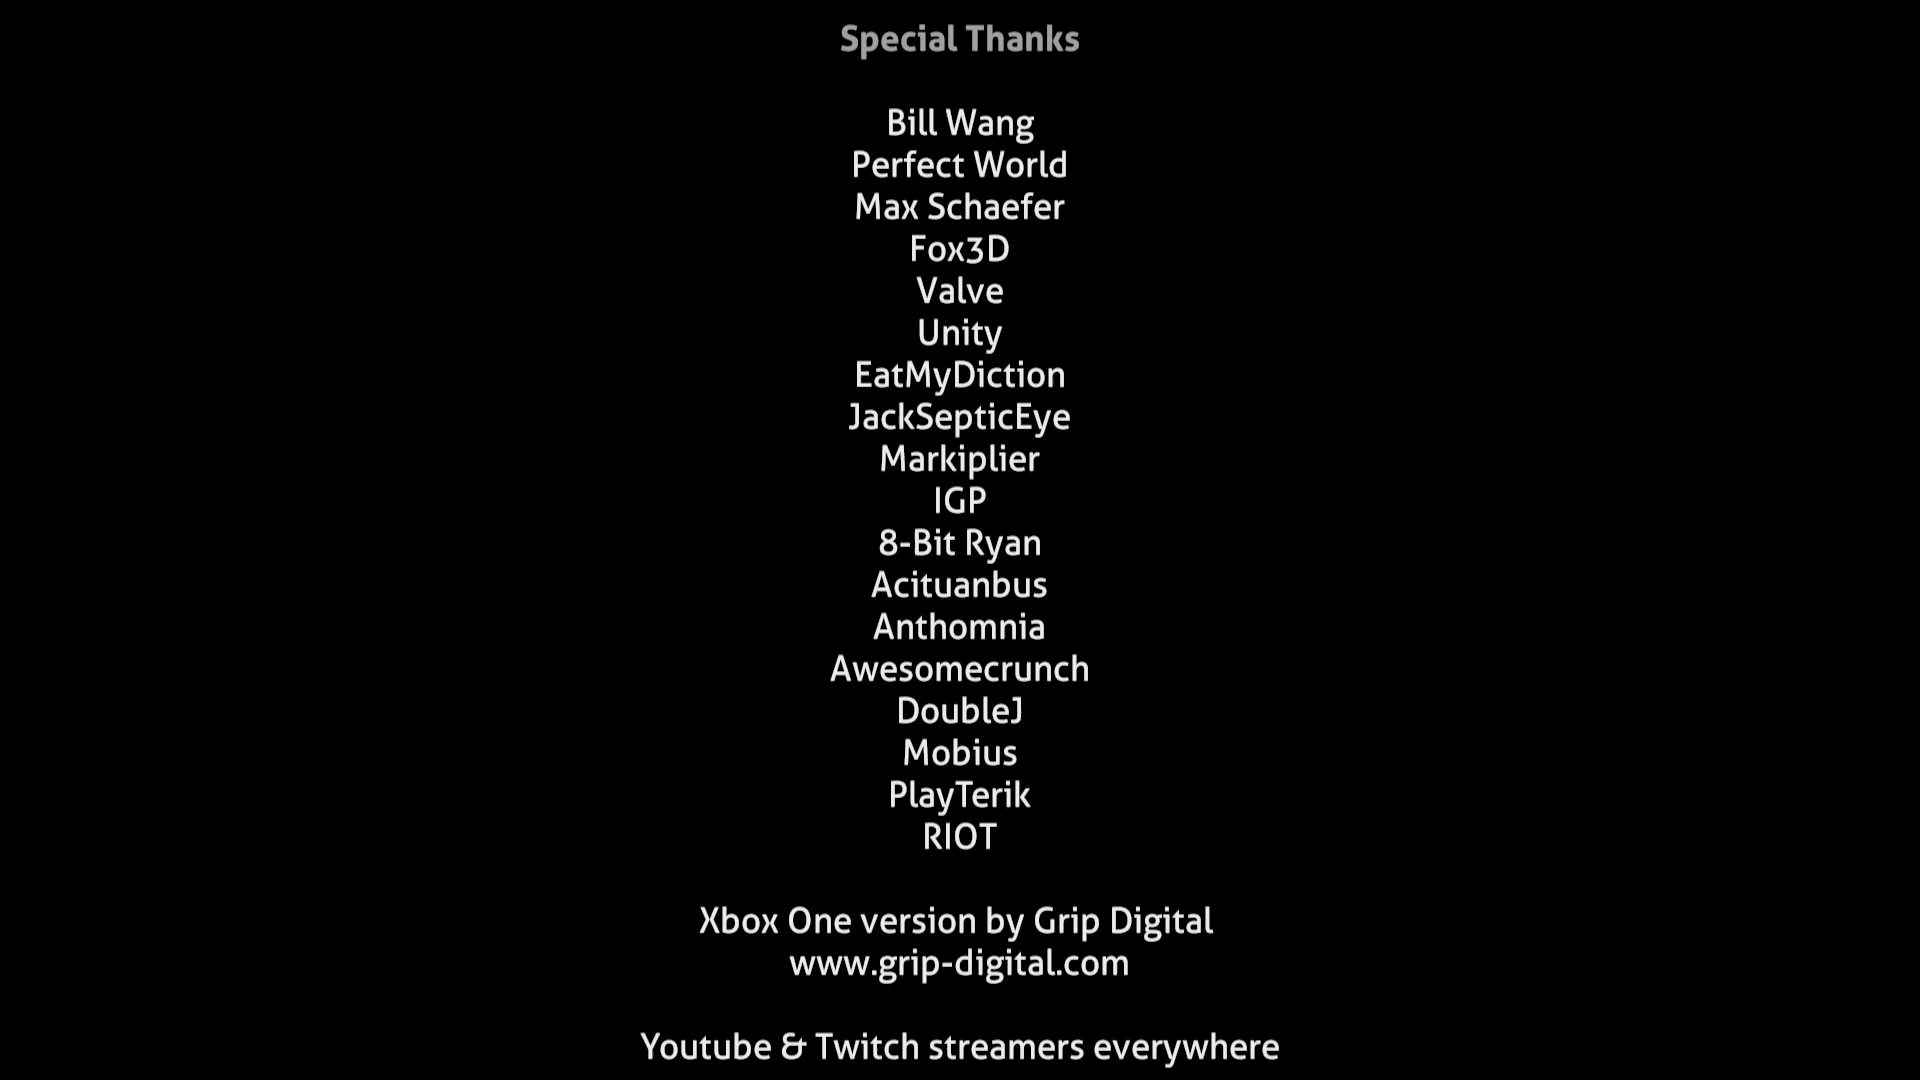 Special Thanks
Bill Wang
Perfect World
Max Schaefer
Fox3D
Valve
Unity
EatMyDiction
JackSepticEye
Markiplier
IGP
8-Bit Ryan
Acituanbus
Anthomnia
Awesomecrunch
DoubleJ
Mobius
PlayTerik
RIOT
Xbox One version by Grip Digital
www.grip-digital.com
Youtube & Twitch streamers everywhere